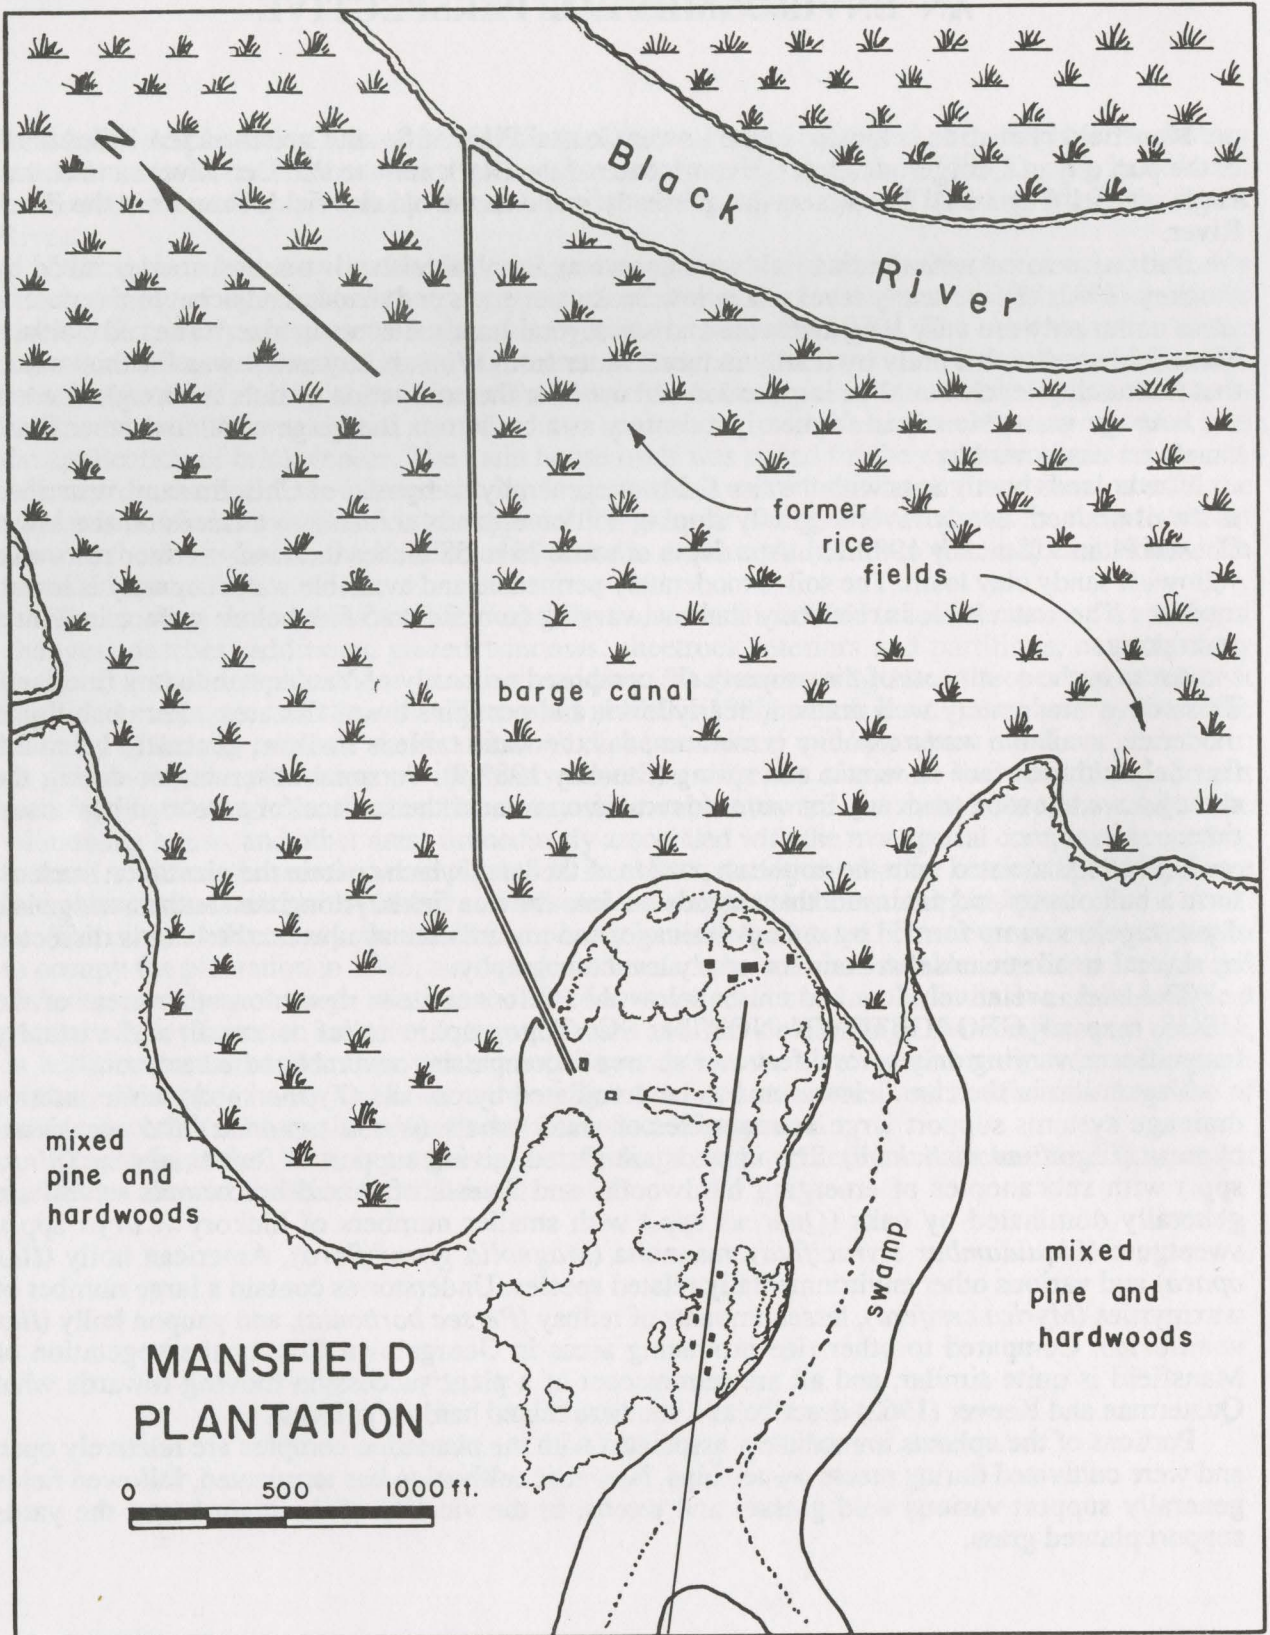 N
Black
River
former
rice
fields
barge canal
mixed
pine and
hardwoods
swamp
mixed
pine and
hardwoods
MANSFIELD
PLANTATION
0 500 1000 ft.